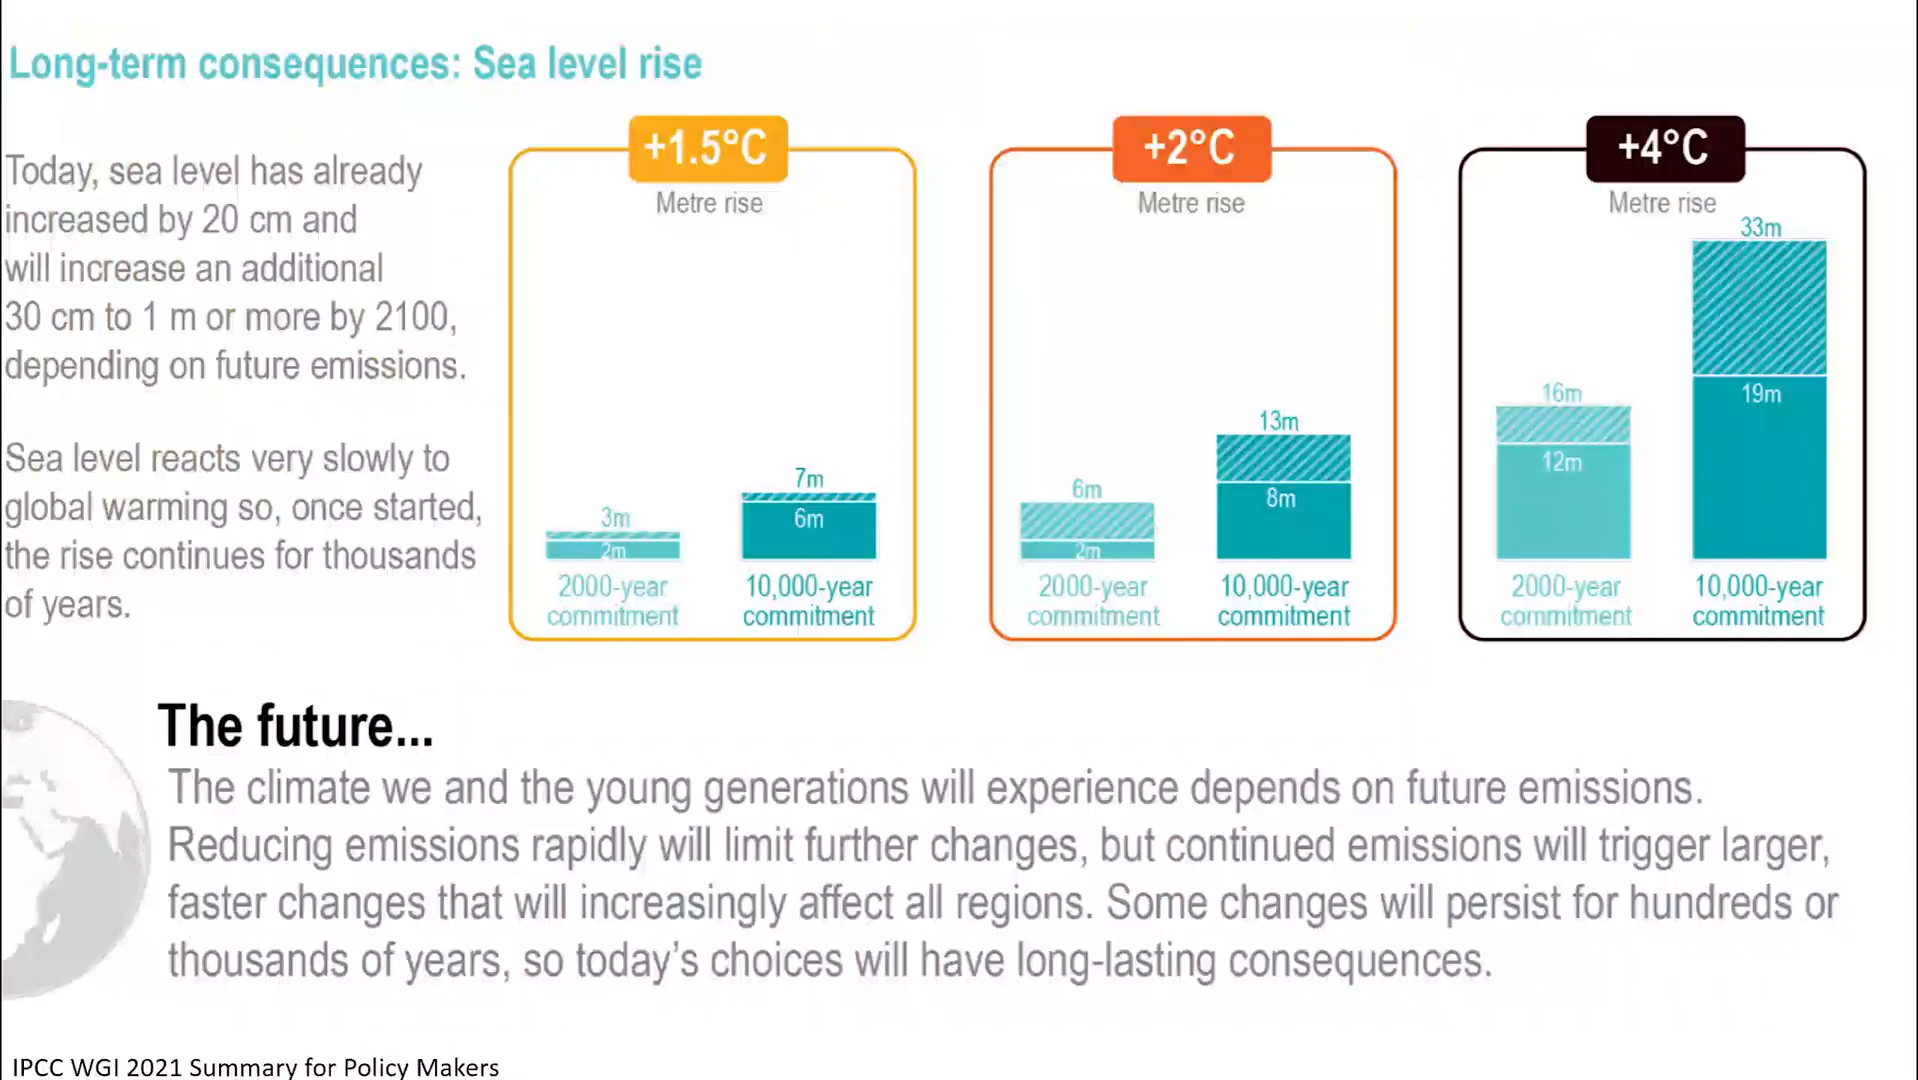 Long-term consequences: Sea level rise
Today, sea level has already
increased by 20 cm and
will increase an additional
30 cm to 1 m or more by 2100,
depending on future emissions.
Sea level reacts very slowly to
global warming so, once started,
the rise continues for thousands
of years.
+1.5°C
Metre rise
3m
2m
2000-year
commitment
7m
6m
10,000-year
commitment
+2°C
Metre rise
6m
2m
2000-year
commitment
13m
8m
10,000-year
commitment
+4°C
Metre rise
16m
12m
2000-year
commitment
33m
19m
10,000-year
commitment
The future...
The climate we and the young generations will experience depends on future emissions.
Reducing emissions rapidly will limit further changes, but continued emissions will trigger larger,
faster changes that will increasingly affect all regions. Some changes will persist for hundreds or
thousands of years, so today’s choices will have long-lasting consequences.
IPCC WGI 2021 Summary for Policy Makers